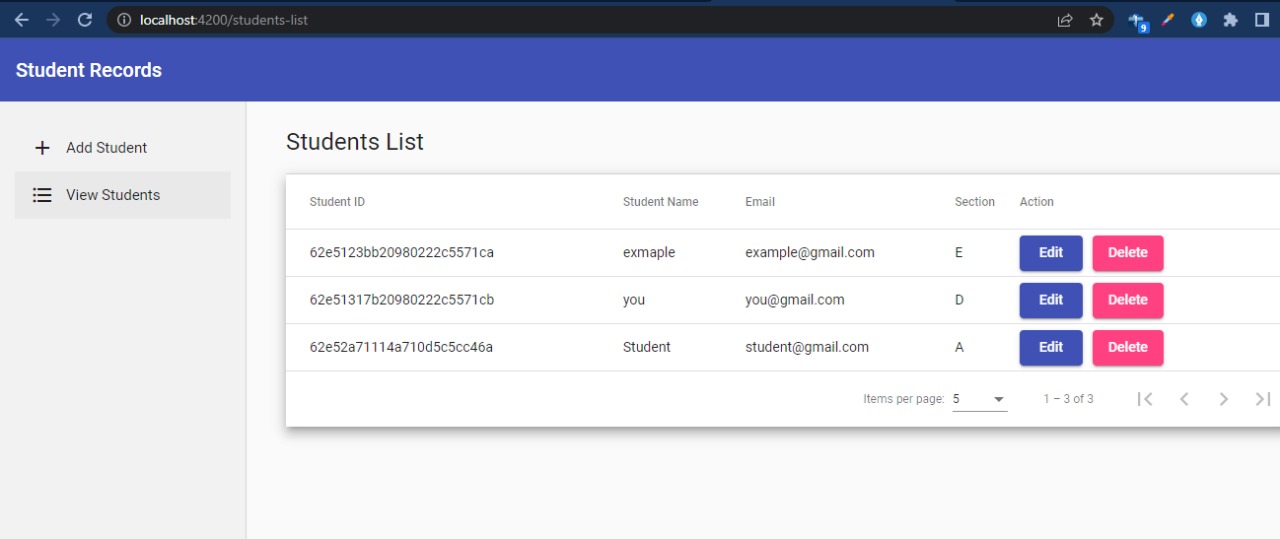 localhost:4200/students-list
9
Student Records
Add Student
View Students
Students List
Student ID Student Name Email Section Action
62e5123bb20980222c5571ca exmaple example@gmail.com E Edit Delete
62e51317b20980222c5571cb you you@gmail.com D Edit Delete
62e52a71114a710d5c5cc46a Student student@gmail.com A Edit Delete
Items per page: 5 1 – 3 of 3